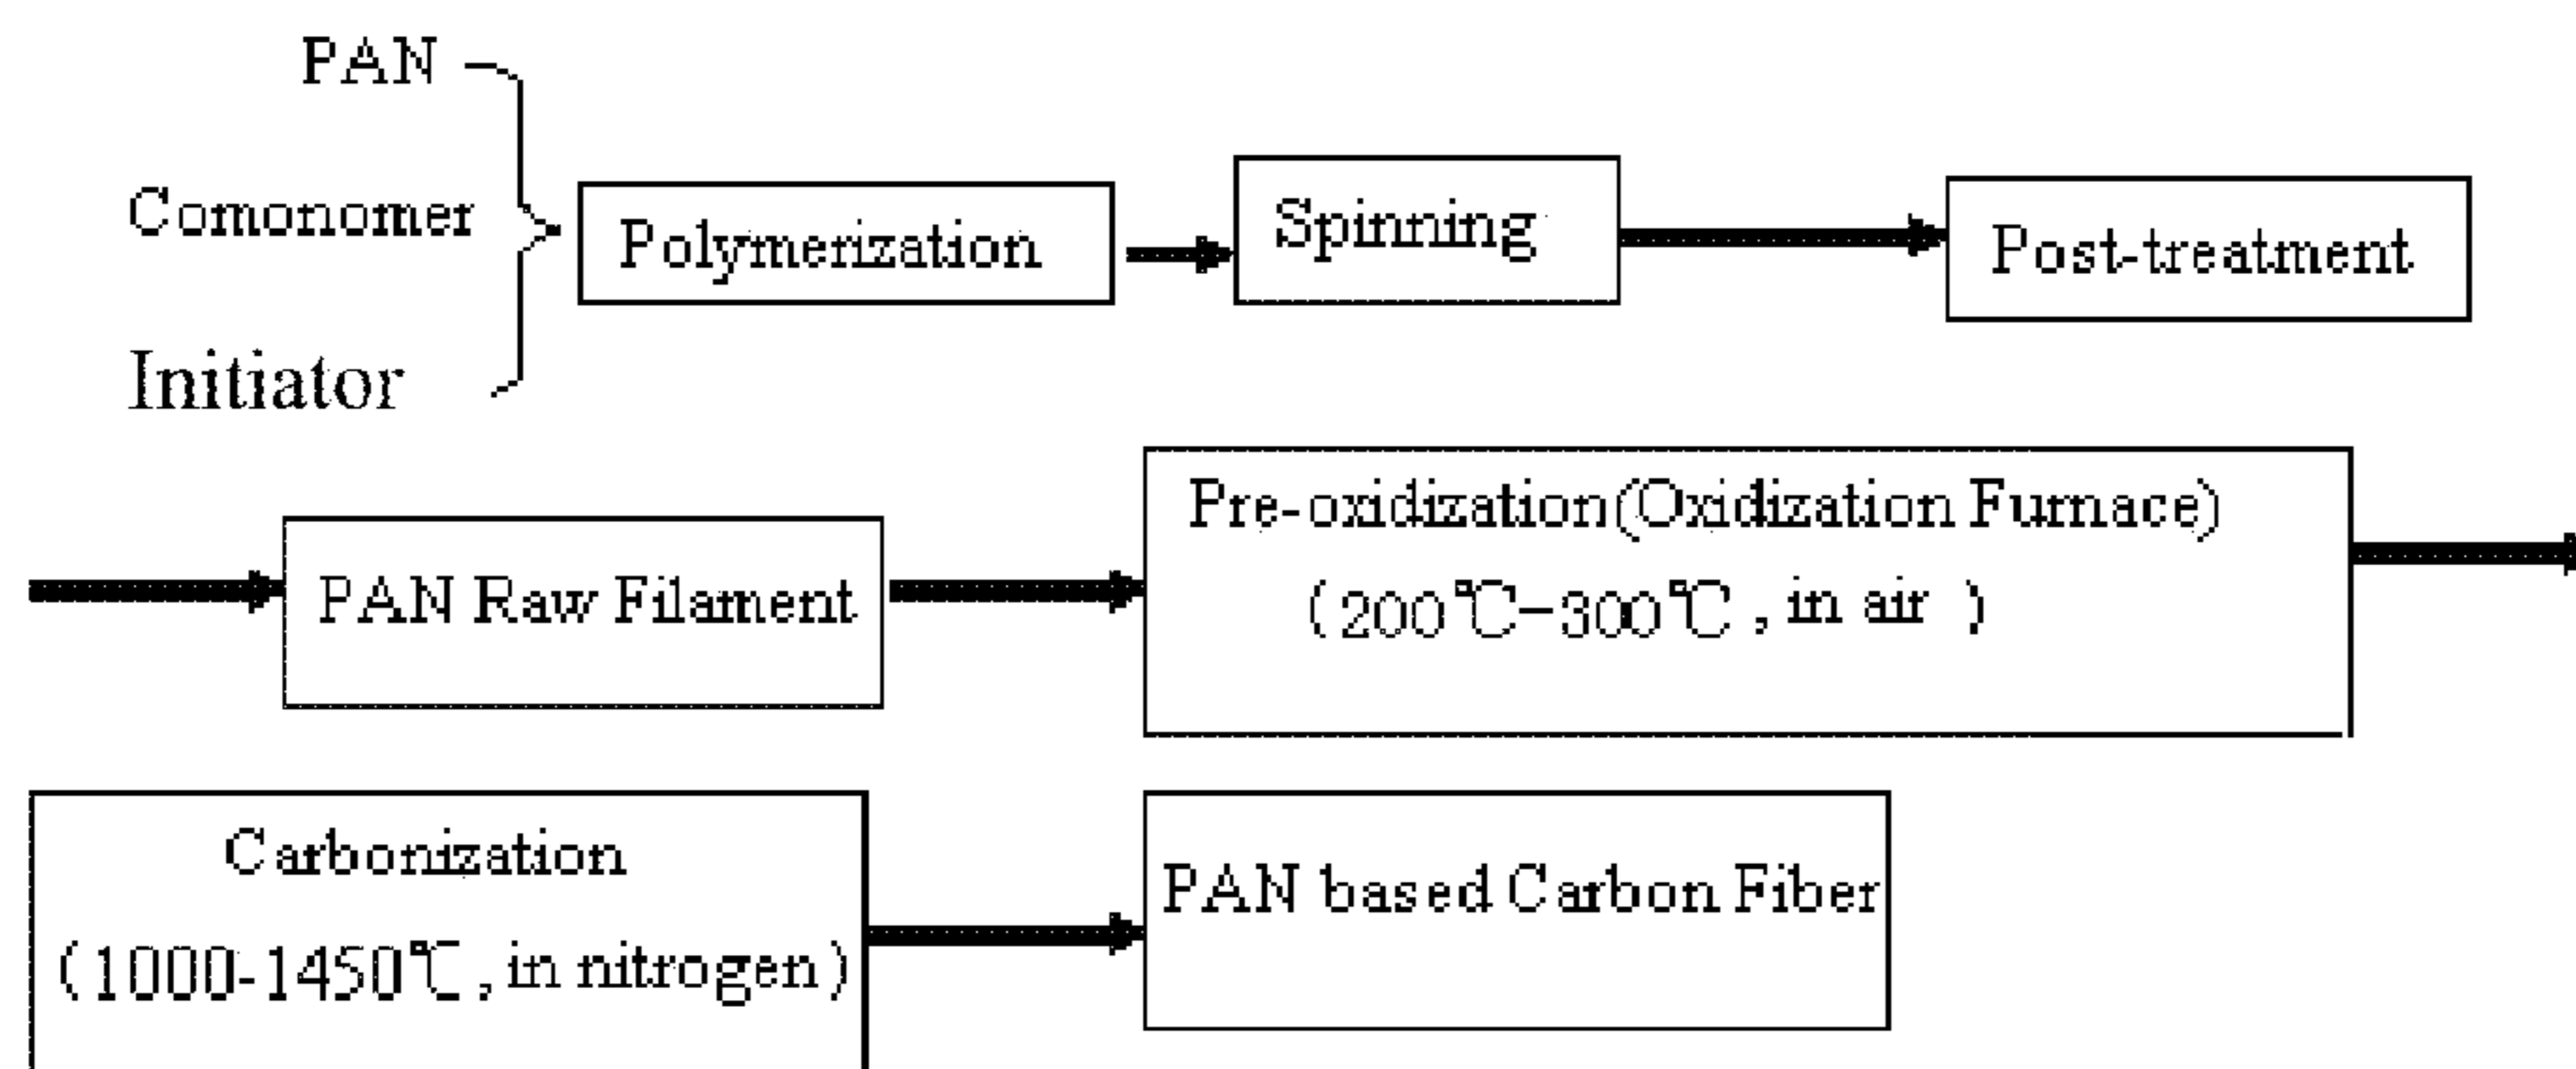 PAN
Comonomer
Initiator
Polymerization
Spinning
Post-treatment
PAN Raw Filament
Pre-oxidization(Oxidization Furnace)
(200℃-300℃, in air )
Carbonization
(1000-1450℃, in nitrogen)
PAN based Carbon Fiber